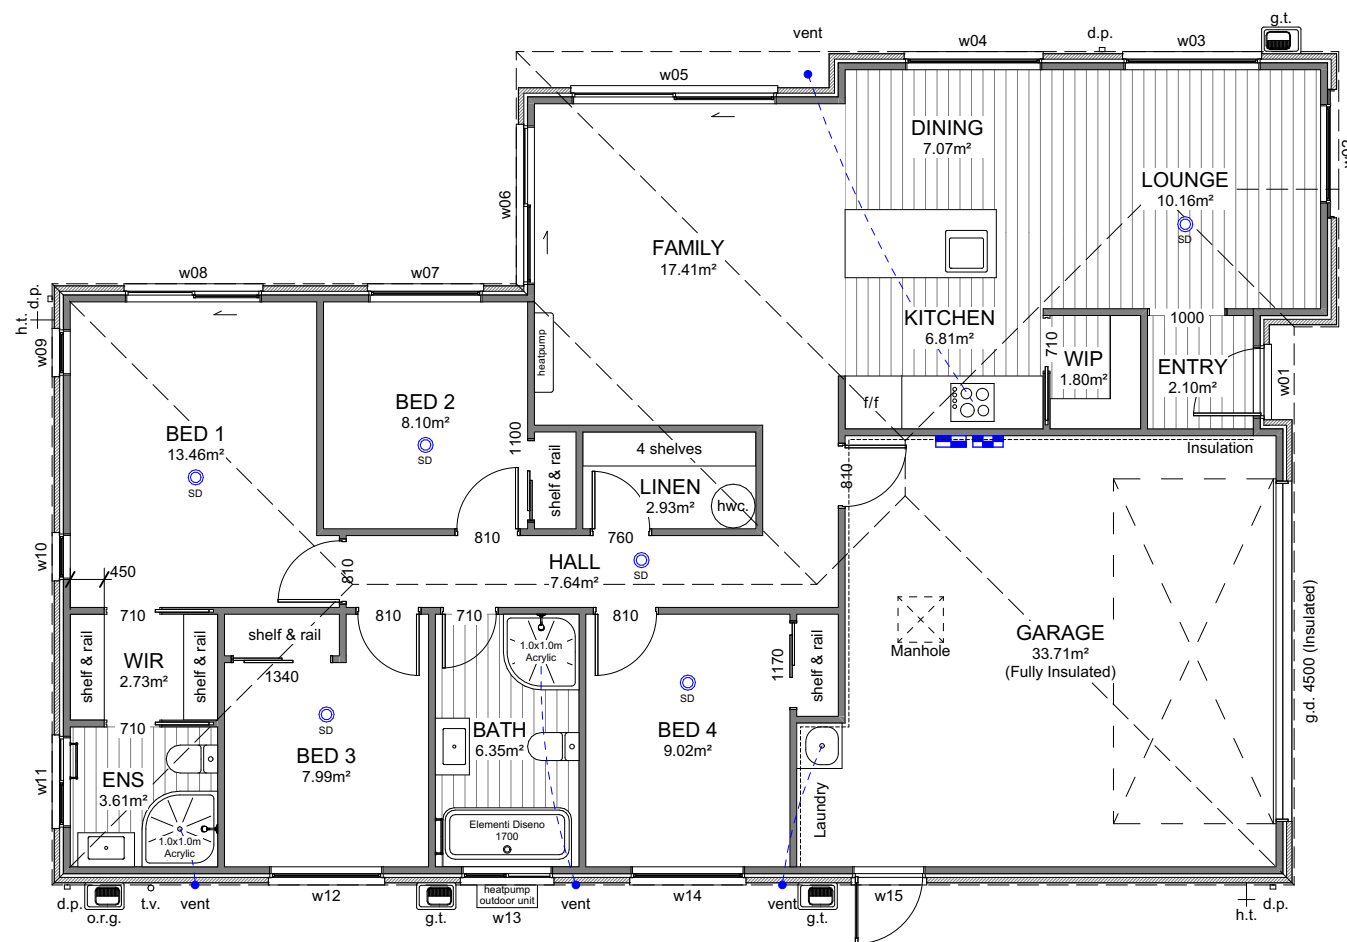 g.t.
vent
w04
d.p.
w03
w05
DINING
7.07m²
w02
LOUNGE
10.16m²
SD
w06
FAMILY
17.41m²
w08
w07
d.p.
h.t.
KITCHEN
6.81m²
1000
710
WIP
1.80m²
ENTRY
2.10m²
w01
w09
heatpump
BED 2
8.10m²
SD
f/f
BED 1
13.46m²
SD
1100
shelf & rail
4 shelves
LINEN
2.93m²
hwc.
810
Insulation
w10
810
760
HALL
7.64m²
SD
450
810
710
810
710
810
g.d. 4500 (Insulated)
shelf & rail
WIR
2.73m²
shelf & rail
shelf & rail
1340
1.0x1.0m
Acrylic
1170
shelf & rail
Manhole
GARAGE
33.71m²
(Fully Insulated)
710
SD
SD
BATH
6.35m²
BED 4
9.02m²
BED 3
7.99m²
w11
ENS
3.61m²
1.0x1.0m
Acrylic
Elementi Diseno
1700
Laundry
d.p.
o.r.g.
t.v.
vent
w12
g.t.
heatpump
outdoor unit
w13
vent
w14
vent
g.t.
w15
h.t.
d.p.